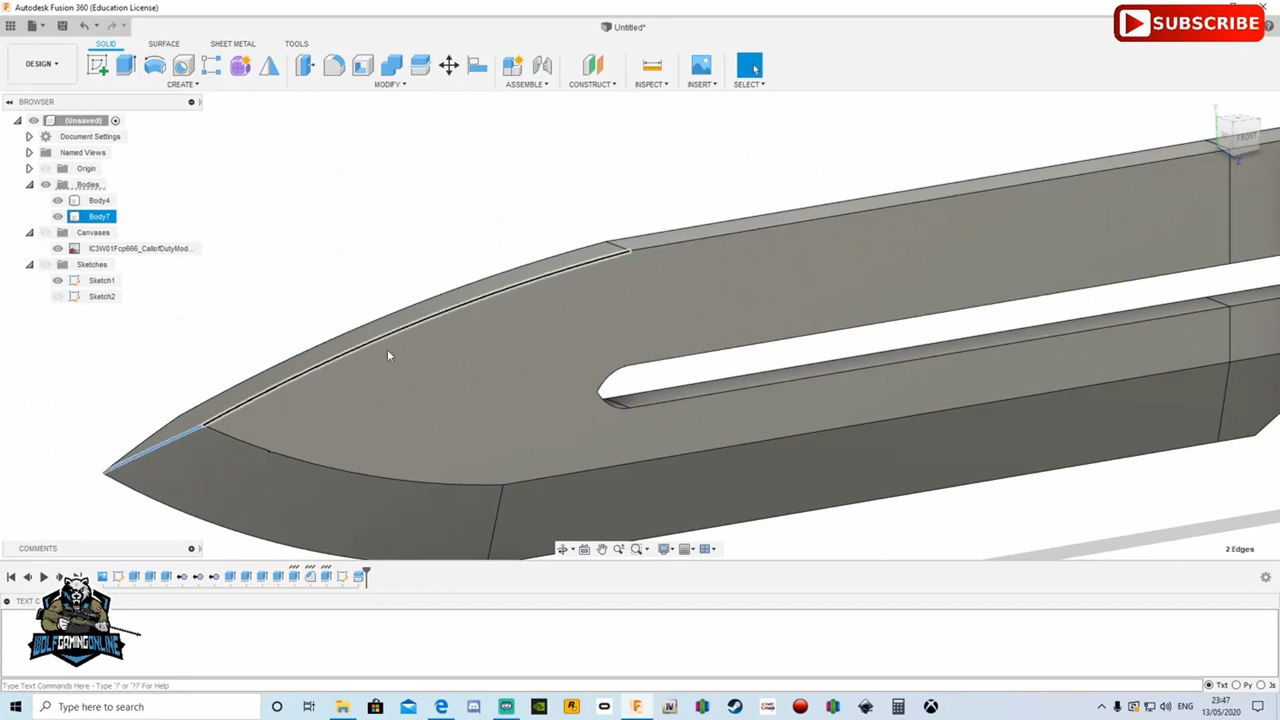 Autodesk Fusion 360 (Education License)
SUBSCRIBE
Untitled*
SOLID SURFACE SHEET METAL TOOLS
DESIGN
CREATE MODIFY ASSEMBLE CONSTRUCT INSPECT INSERT SELECT
BROWSER
(Unsaved)
Document Settings
Named Views
Origin
Bodies
Body4
Body7
Canvases
IC3W01Fcp666_CallofDutyMod...
Sketches
Sketch1
Sketch2
FRONT
Y
Z
COMMENTS
2 Edges
TEXT C
WOLFGAMINGONLINE
Type Text Commands Here - Type '?' or '??' For Help
Txt Py Js
Type here to search
ENG
23:47
13/05/2020